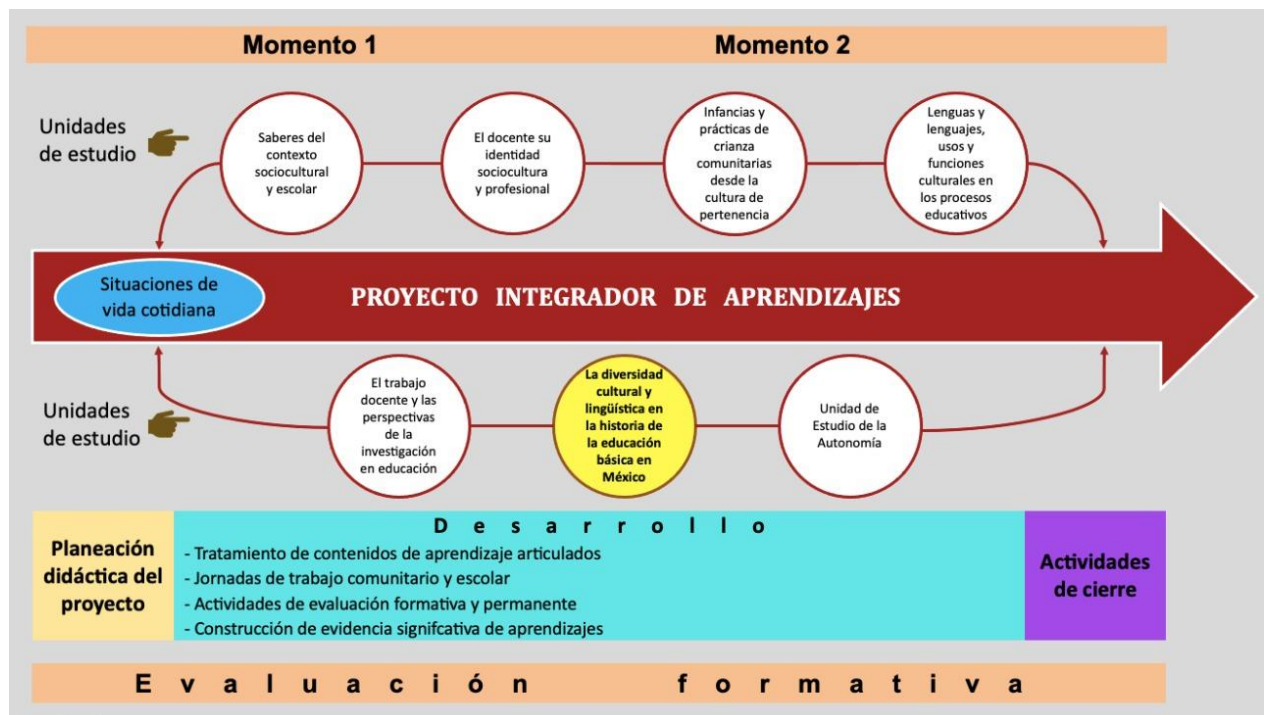 Momento 1
Momento 2
Unidades
de estudio
Saberes del
contexto
sociocultural
y escolar
El docente su
identidad
sociocultura
y profesional
Infancias y
prácticas de
crianza
comunitarias
desde la
cultura de
pertenencia
Lenguas y
lenguajes,
usos y
funciones
culturales en
los procesos
educativos
Situaciones de
vida cotidiana
PROYECTO INTEGRADOR DE APRENDIZAJES
Unidades
de estudio
El trabajo
docente y las
perspectivas
de la
investigación
en educación
La diversidad
cultural y
lingüística en
la historia de
la educación
básica en
México
Unidad de
Estudio de la
Autonomía
Planeación
didáctica del
proyecto
D e s a r r o l l o
- Tratamiento de contenidos de aprendizaje articulados
- Jornadas de trabajo comunitario y escolar
- Actividades de evaluación formativa y permanente
- Construcción de evidencia signifcativa de aprendizajes
Actividades
de cierre
E v a l u a c i ó n f o r m a t i v a